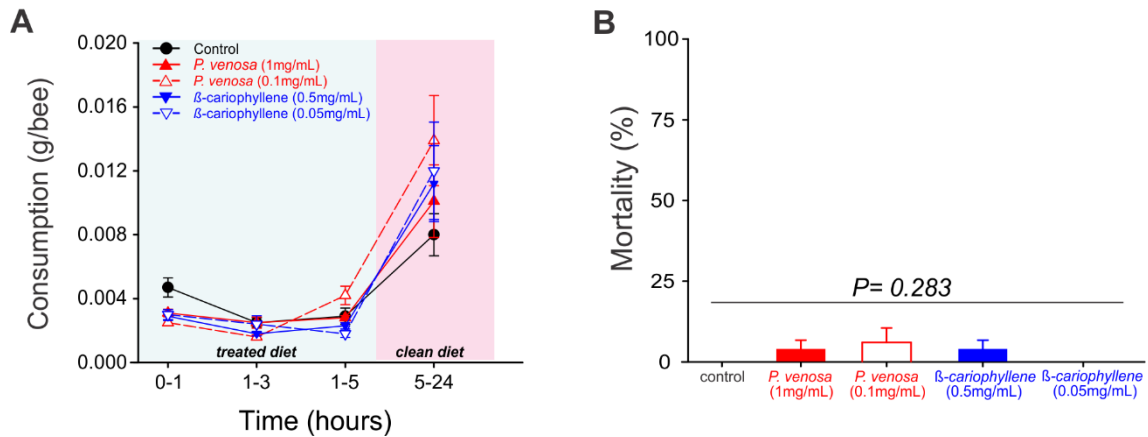 A
Consumption (g/bee)
0.020
0.016
0.012
0.008
0.004
0.000
Control
P. venosa (1mg/mL)
P. venosa (0.1mg/mL)
ß-cariophyllene (0.5mg/mL)
ß-cariophyllene (0.05mg/mL)
treated diet
clean diet
0-1
1-3
1-5
5-24
Time (hours)
B
Mortality (%)
100
75
50
25
0
P= 0.283
control
P. venosa
(1mg/mL)
P. venosa
(0.1mg/mL)
ß-cariophyllene
(0.5mg/mL)
ß-cariophyllene
(0.05mg/mL)